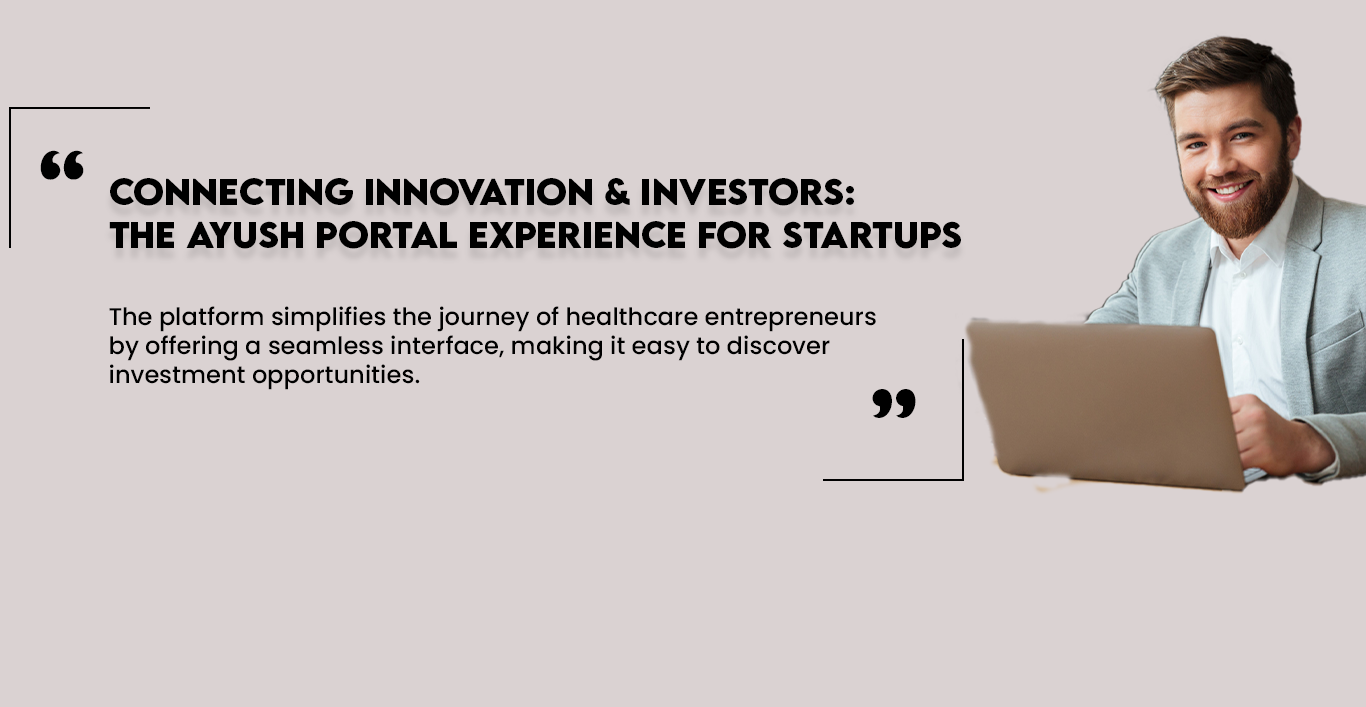 “
CONNECTING INNOVATION & INVESTORS:
THE AYUSH PORTAL EXPERIENCE FOR STARTUPS
The platform simplifies the journey of healthcare entrepreneurs
by offering a seamless interface, making it easy to discover
investment opportunities.
”